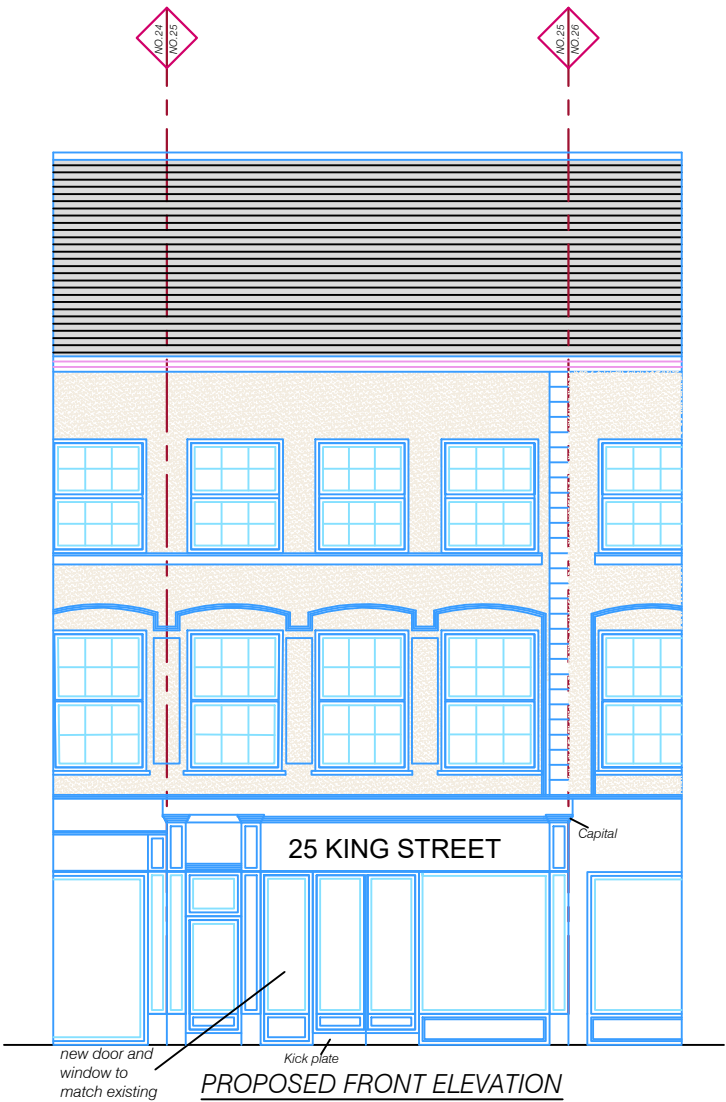 NO.24
NO.25
NO.25
NO.26
Capital
25 KING STREET
new door and
window to
match existing
Kick plate
PROPOSED FRONT ELEVATION